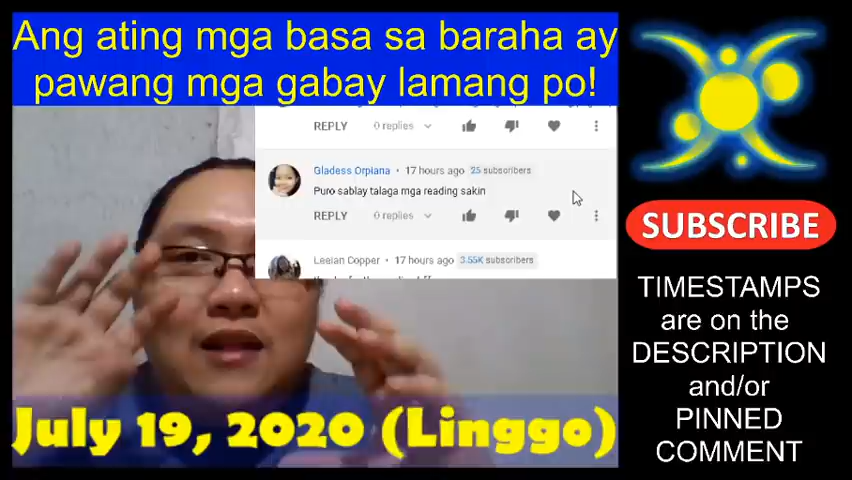 Ang ating mga basa sa baraha ay
pawang mga gabay lamang po!
REPLY 0 replies
Gladess Orpiana • 17 hours ago 25 subscribers
Puro sablay talaga mga reading sakin
REPLY 0 replies
Leeian Copper • 17 hours ago 3.55K subscribers
July 19, 2020 (Linggo)
SUBSCRIBE
TIMESTAMPS
are on the
DESCRIPTION
and/or
PINNED
COMMENT